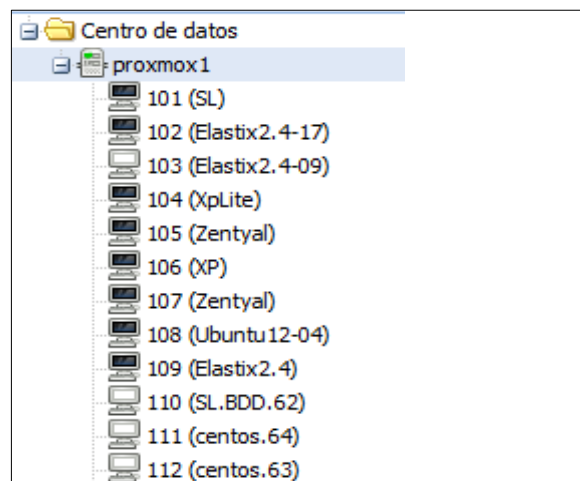 Centro de datos
proxmox1
101 (SL)
102 (Elastix2.4-17)
103 (Elastix2.4-09)
104 (XpLite)
105 (Zentyal)
106 (XP)
107 (Zentyal)
108 (Ubuntu12-04)
109 (Elastix2.4)
110 (SL.BDD.62)
111 (centos.64)
112 (centos.63)